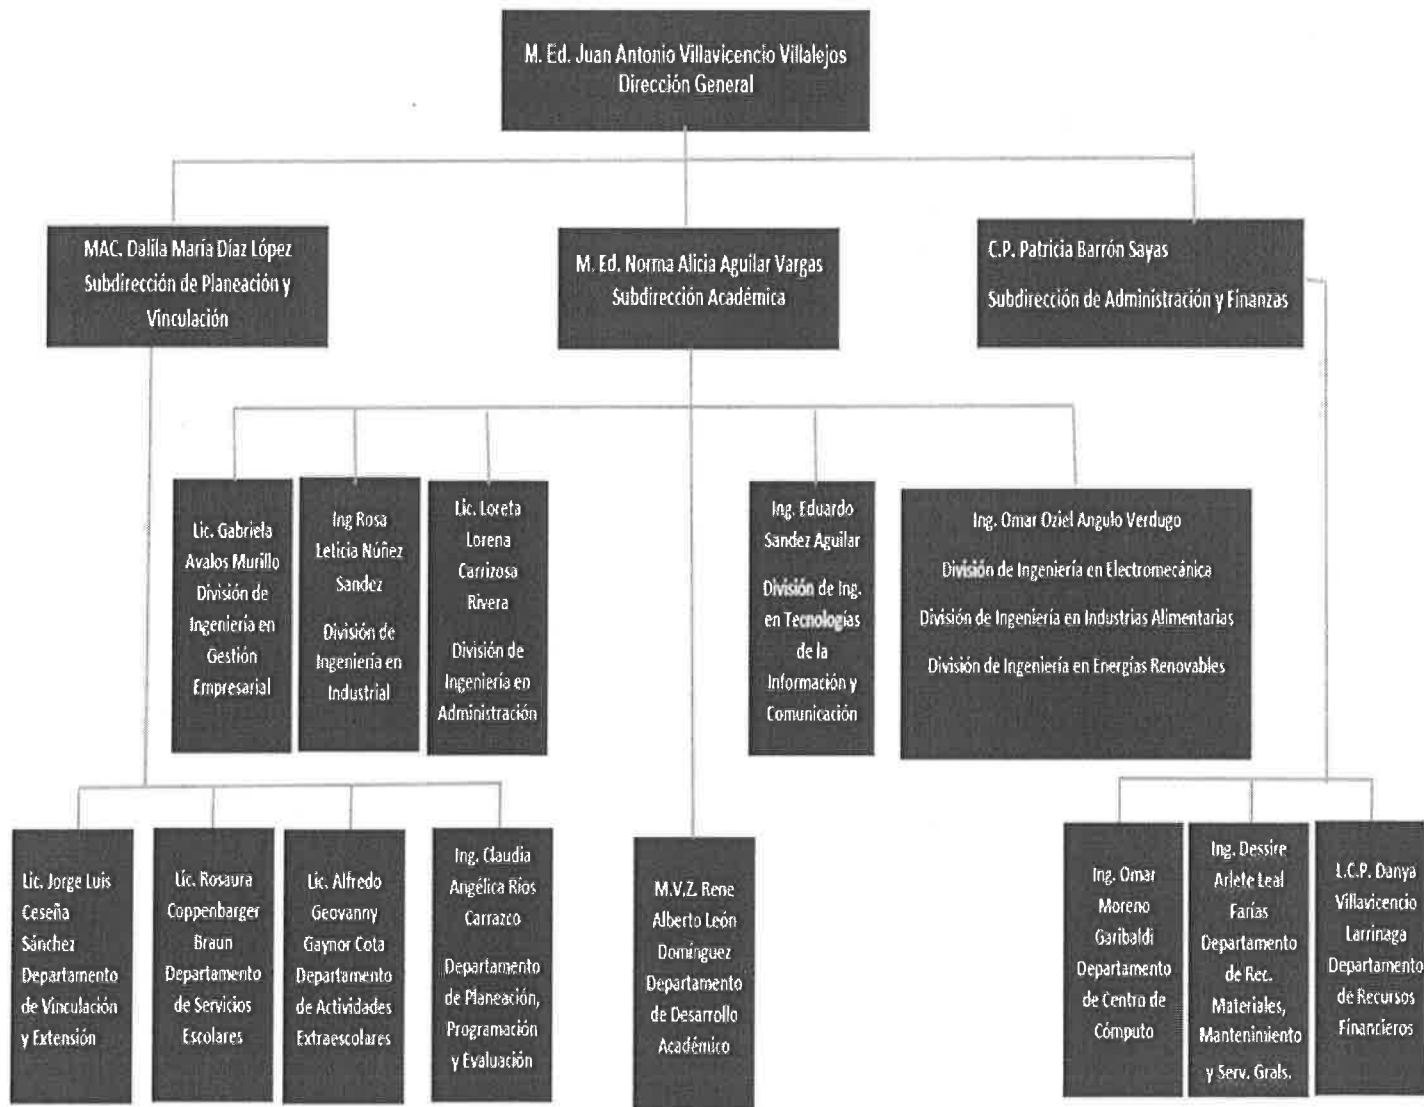 M. Ed. Juan Antonio Villavicencio Villalejos
Dirección General
MAC. Dalila María Díaz López
Subdirección de Planeación y
Vinculación
M. Ed. Norma Alicia Aguilar Vargas
Subdirección Académica
C.P. Patricia Barrón Sayas
Subdirección de Administración y Finanzas
Lic. Gabriela
Avalos Murillo
División de
Ingeniería en
Gestión
Empresarial
Ing Rosa
Leticia Núñez
Sandez
División de
Ingeniería en
Industrial
Lic. Loreta
Lorena
Carrizosa
Rivera
División de
Ingeniería en
Administración
Ing. Eduardo
Sandez Aguilar
División de Ing.
en Tecnologías
de la
Información y
Comunicación
Ing. Omar Oziel Angulo Verdugo
División de Ingeniería en Electromecánica
División de Ingeniería en Industrias Alimentarias
División de Ingeniería en Energías Renovables
Lic. Jorge Luis
Ceseña
Sánchez
Departamento
de Vinculación
y Extensión
Lic. Rosaura
Coppenbarger
Braun
Departamento
de Servicios
Escolares
Lic. Alfredo
Geovanny
Gaynor Cota
Departamento
de Actividades
Extraescolares
Ing. Claudia
Angélica Ríos
Carrazco
Departamento
de Planeación,
Programación
y Evaluación
M.V.Z. Rene
Alberto León
Domínguez
Departamento
de Desarrollo
Académico
Ing. Omar
Moreno
Garibaldi
Departamento
de Centro de
Cómputo
Ing. Dessire
Arlete Leal
Farías
Departamento
de Rec.
Materiales,
Mantenimiento
y Serv. Grals.
L.C.P. Danya
Villavicencio
Larrinaga
Departamento
de Recursos
Financieros